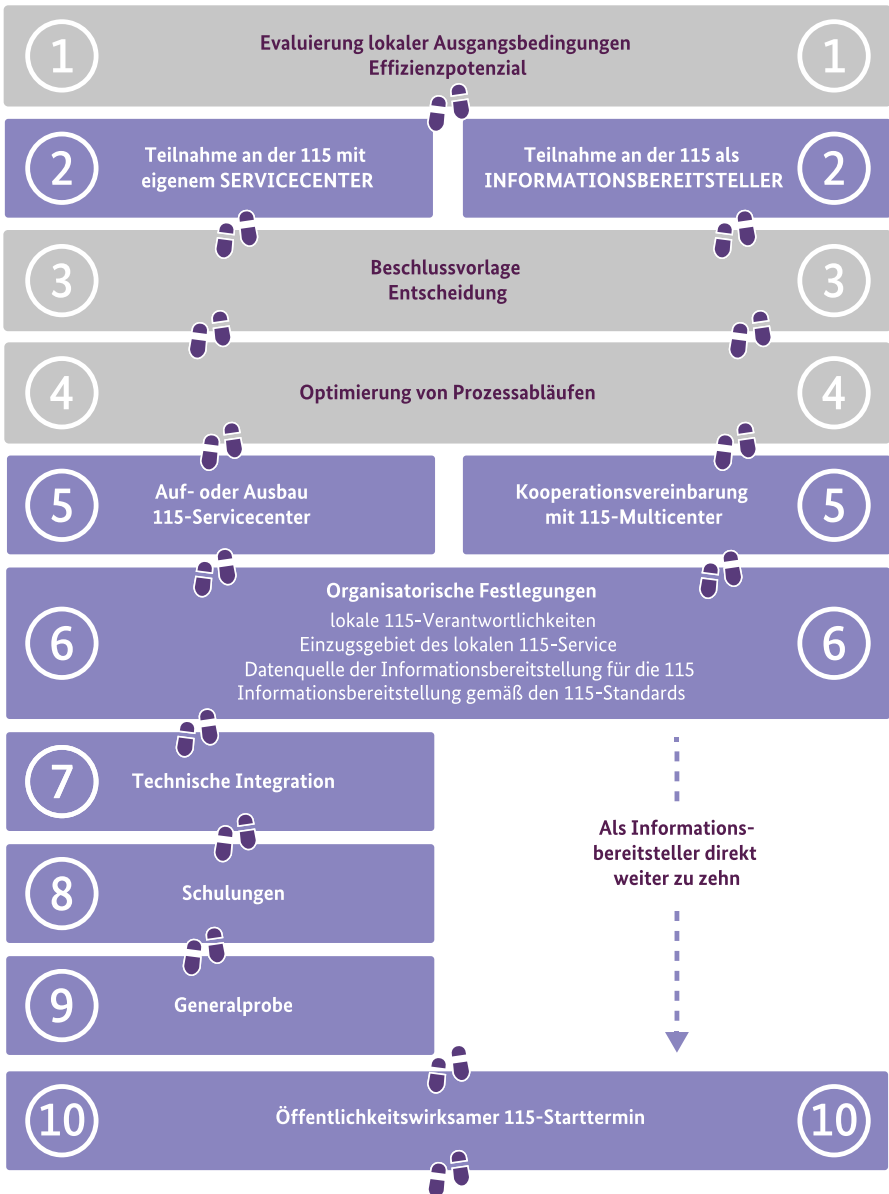 1
Evaluierung lokaler Ausgangsbedingungen
Effizienzpotenzial
1
2
Teilnahme an der 115 mit
eigenem SERVICECENTER
Teilnahme an der 115 als
INFORMATIONSBEREITSTELLER
2
3
Beschlussvorlage
Entscheidung
3
4
Optimierung von Prozessabläufen
4
5
Auf- oder Ausbau
115-Servicecenter
Kooperationsvereinbarung
mit 115-Multicenter
5
6
Organisatorische Festlegungen
lokale 115-Verantwortlichkeiten
Einzugsgebiet des lokalen 115-Service
Datenquelle der Informationsbereitstellung für die 115
Informationsbereitstellung gemäß den 115-Standards
6
7
Technische Integration
8
Schulungen
9
Generalprobe
Als Informations-
bereitsteller direkt
weiter zu zehn
10
Öffentlichkeitswirksamer 115-Starttermin
10